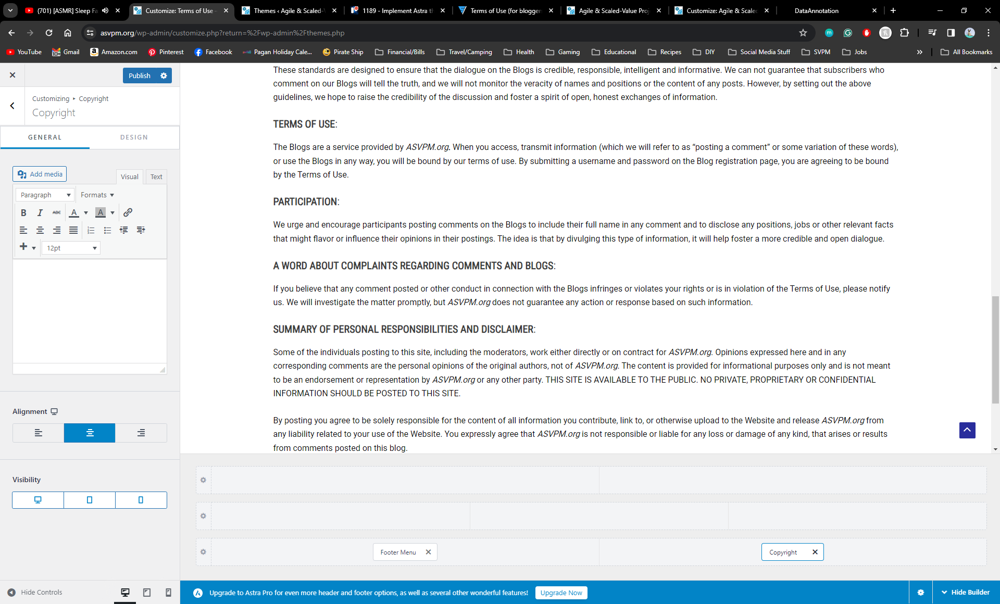 (701) [ASMR] Sleep Fa
Customize: Terms of Use –
Themes ‹ Agile & Scaled-V
1189 - Implement Astra th
Terms of Use (for blogger
Agile & Scaled-Value Proj
Customize: Agile & Scaled
DataAnnotation
asvpm.org/wp-admin/customize.php?return=%2Fwp-admin%2Fthemes.php
YouTube
Gmail
Amazon.com
Pinterest
Facebook
Pagan Holiday Cale...
Pirate Ship
Financial/Bills
Travel/Camping
Health
Gaming
Educational
Recipes
DIY
Social Media Stuff
SVPM
Jobs
All Bookmarks
Publish
Customizing ▸ Copyright
Copyright
GENERAL
DESIGN
Add media
Visual
Text
Paragraph
Formats
B I ABC A A
12pt
Alignment
Visibility
Hide Controls
These standards are designed to ensure that the dialogue on the Blogs is credible, responsible, intelligent and informative. We can not guarantee that subscribers who
comment on our Blogs will tell the truth, and we will not monitor the veracity of names and positions or the content of any posts. However, by setting out the above
guidelines, we hope to raise the credibility of the discussion and foster a spirit of open, honest exchanges of information.
TERMS OF USE:
The Blogs are a service provided by ASVPM.org. When you access, transmit information (which we will refer to as “posting a comment” or some variation of these words),
or use the Blogs in any way, you will be bound by our terms of use. By submitting a username and password on the Blog registration page, you are agreeing to be bound
by the Terms of Use.
PARTICIPATION:
We urge and encourage participants posting comments on the Blogs to include their full name in any comment and to disclose any positions, jobs or other relevant facts
that might flavor or influence their opinions in their postings. The idea is that by divulging this type of information, it will help foster a more credible and open dialogue.
A WORD ABOUT COMPLAINTS REGARDING COMMENTS AND BLOGS:
If you believe that any comment posted or other conduct in connection with the Blogs infringes or violates your rights or is in violation of the Terms of Use, please notify
us. We will investigate the matter promptly, but ASVPM.org does not guarantee any action or response based on such information.
SUMMARY OF PERSONAL RESPONSIBILITIES AND DISCLAIMER:
Some of the individuals posting to this site, including the moderators, work either directly or on contract for ASVPM.org. Opinions expressed here and in any
corresponding comments are the personal opinions of the original authors, not of ASVPM.org. The content is provided for informational purposes only and is not meant
to be an endorsement or representation by ASVPM.org or any other party. THIS SITE IS AVAILABLE TO THE PUBLIC. NO PRIVATE, PROPRIETARY OR CONFIDENTIAL
INFORMATION SHOULD BE POSTED TO THIS SITE.
By posting you agree to be solely responsible for the content of all information you contribute, link to, or otherwise upload to the Website and release ASVPM.org from
any liability related to your use of the Website. You expressly agree that ASVPM.org is not responsible or liable for any loss or damage of any kind, that arises or results
from comments posted on this blog.
Footer Menu
Copyright
Upgrade to Astra Pro for even more header and footer options, as well as several other wonderful features!
Upgrade Now
Hide Builder